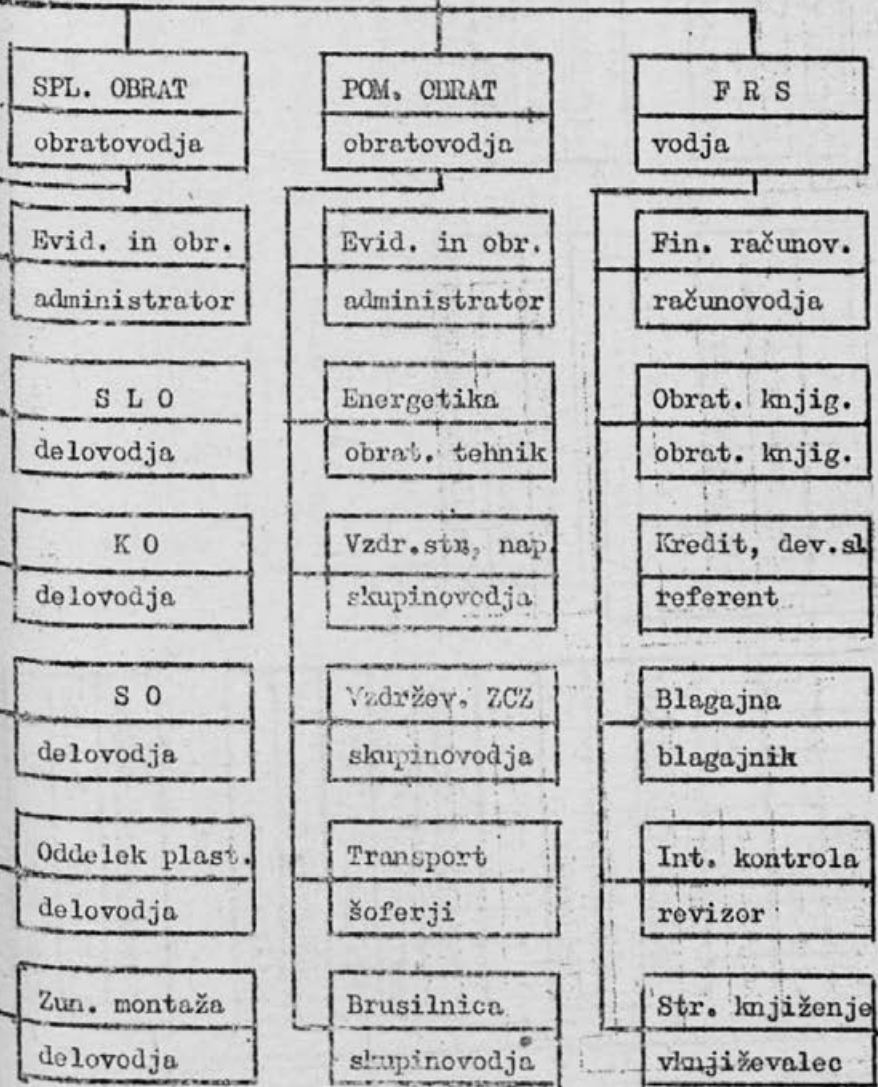 SPL. OBRAT
obratovodja
Evid. in obr.
administrator
S L O
delovodja
K O
delovodja
S O
delovodja
Oddelek plast.
delovodja
Zun. montaža
delovodja
POM. OBRAT
obratovodja
Evid. in obr.
administrator
Energetika
obrat. tehnik
Vzdr.str, nap.
skupinovodja
Vzdržev. ZCZ
skupinovodja
Transport
šoferji
Brusilnica
skupinovodja
F R S
vodja
Fin. računov.
računovodja
Obrat. knjig.
obrat. knjig.
Kredit, dev.sl
referent
Blagajna
blagajnik
Int. kontrola
revizor
Str. knjiženje
vknjiževalec